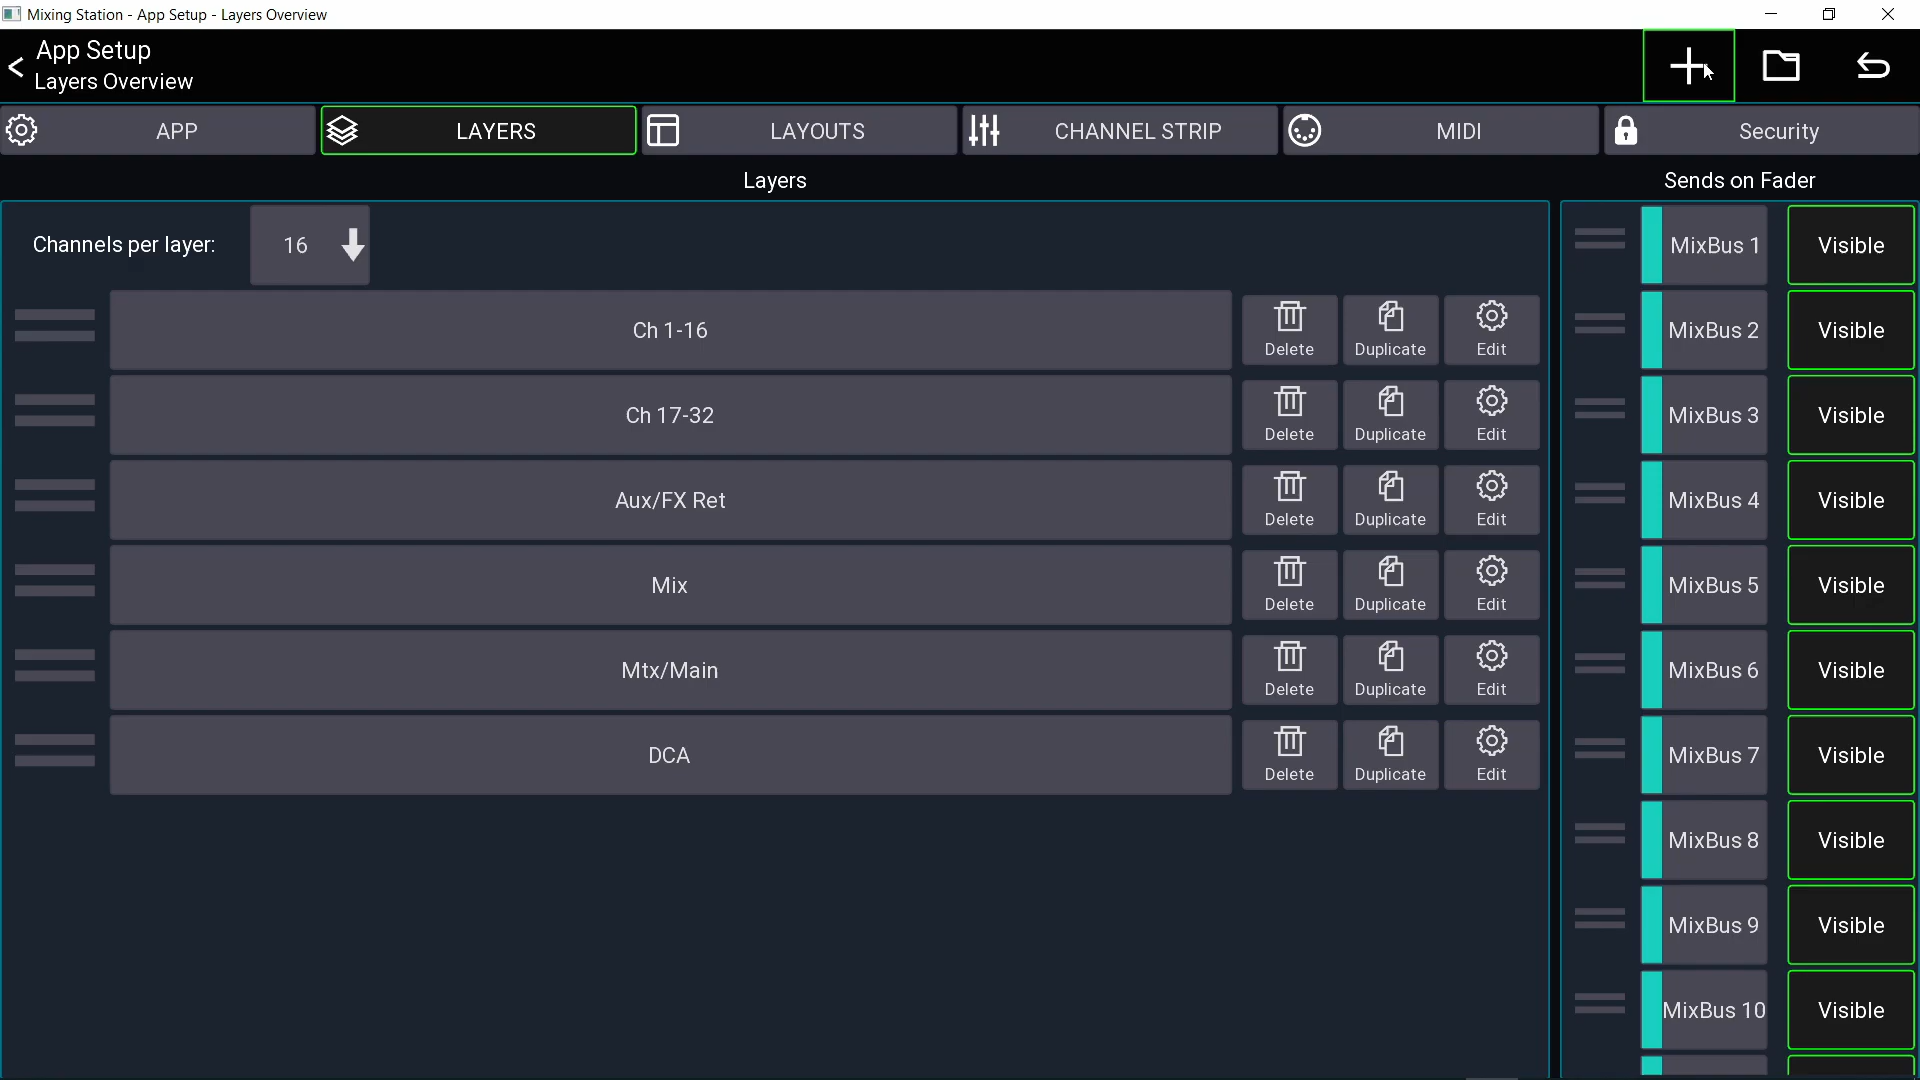 Mixing Station - App Setup - Layers Overview
App Setup
Layers Overview
APP
LAYERS
LAYOUTS
CHANNEL STRIP
MIDI
Security
Layers
Sends on Fader
Channels per layer: 16
MixBus 1 Visible
Ch 1-16 Delete Duplicate Edit
MixBus 2 Visible
Ch 17-32 Delete Duplicate Edit
MixBus 3 Visible
Aux/FX Ret Delete Duplicate Edit
MixBus 4 Visible
Mix Delete Duplicate Edit
MixBus 5 Visible
Mtx/Main Delete Duplicate Edit
MixBus 6 Visible
DCA Delete Duplicate Edit
MixBus 7 Visible
MixBus 8 Visible
MixBus 9 Visible
MixBus 10 Visible